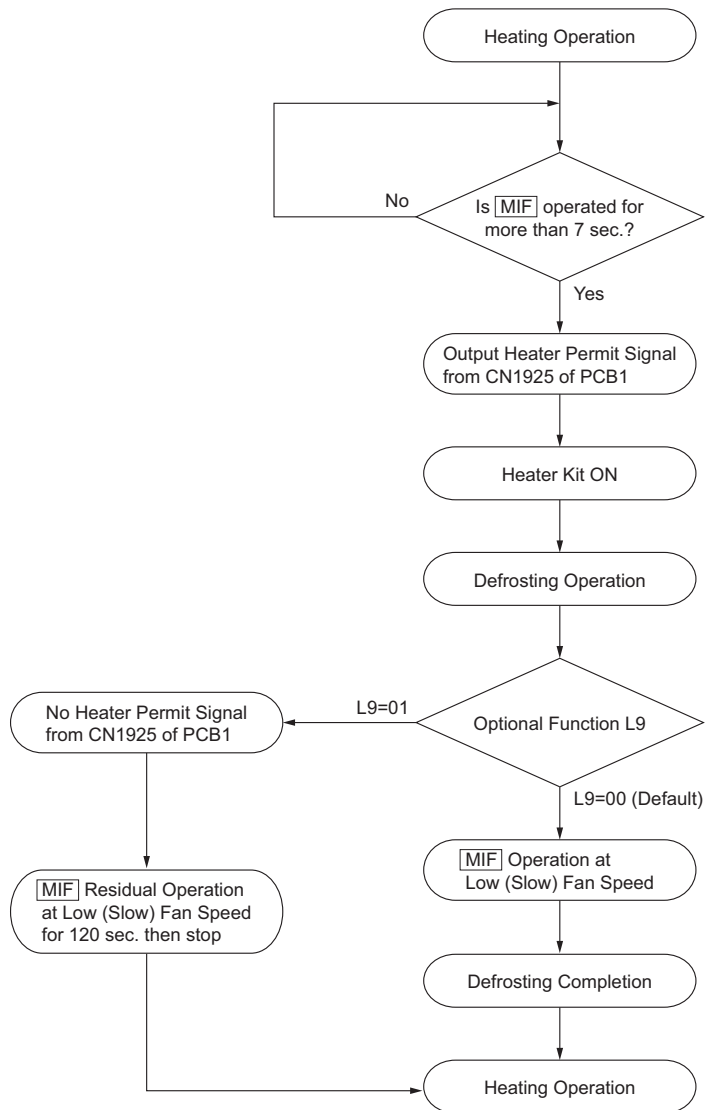 Heating Operation
No
Is MIF operated for
more than 7 sec.?
Yes
Output Heater Permit Signal
from CN1925 of PCB1
Heater Kit ON
Defrosting Operation
No Heater Permit Signal
from CN1925 of PCB1
L9=01
Optional Function L9
L9=00 (Default)
MIF Operation at
Low (Slow) Fan Speed
MIF Residual Operation
at Low (Slow) Fan Speed
for 120 sec. then stop
Defrosting Completion
Heating Operation